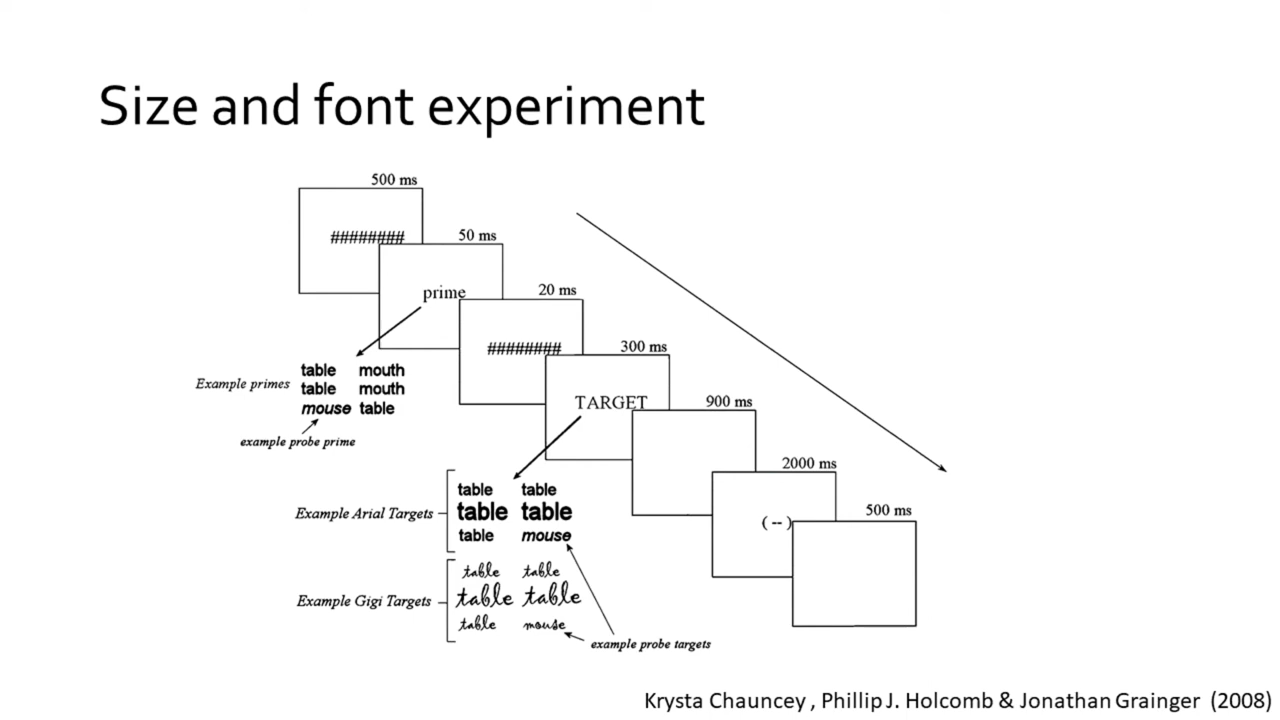 Size and font experiment
500 ms
########
50 ms
prime
20 ms
########
300 ms
TARGET
900 ms
2000 ms
( -- )
500 ms
Example primes
table mouth
table mouth
mouse table
example probe prime
Example Arial Targets
table table
table table
table mouse
Example Gigi Targets
table table
table table
table mouse
example probe targets
Krysta Chauncey , Phillip J. Holcomb & Jonathan Grainger (2008)